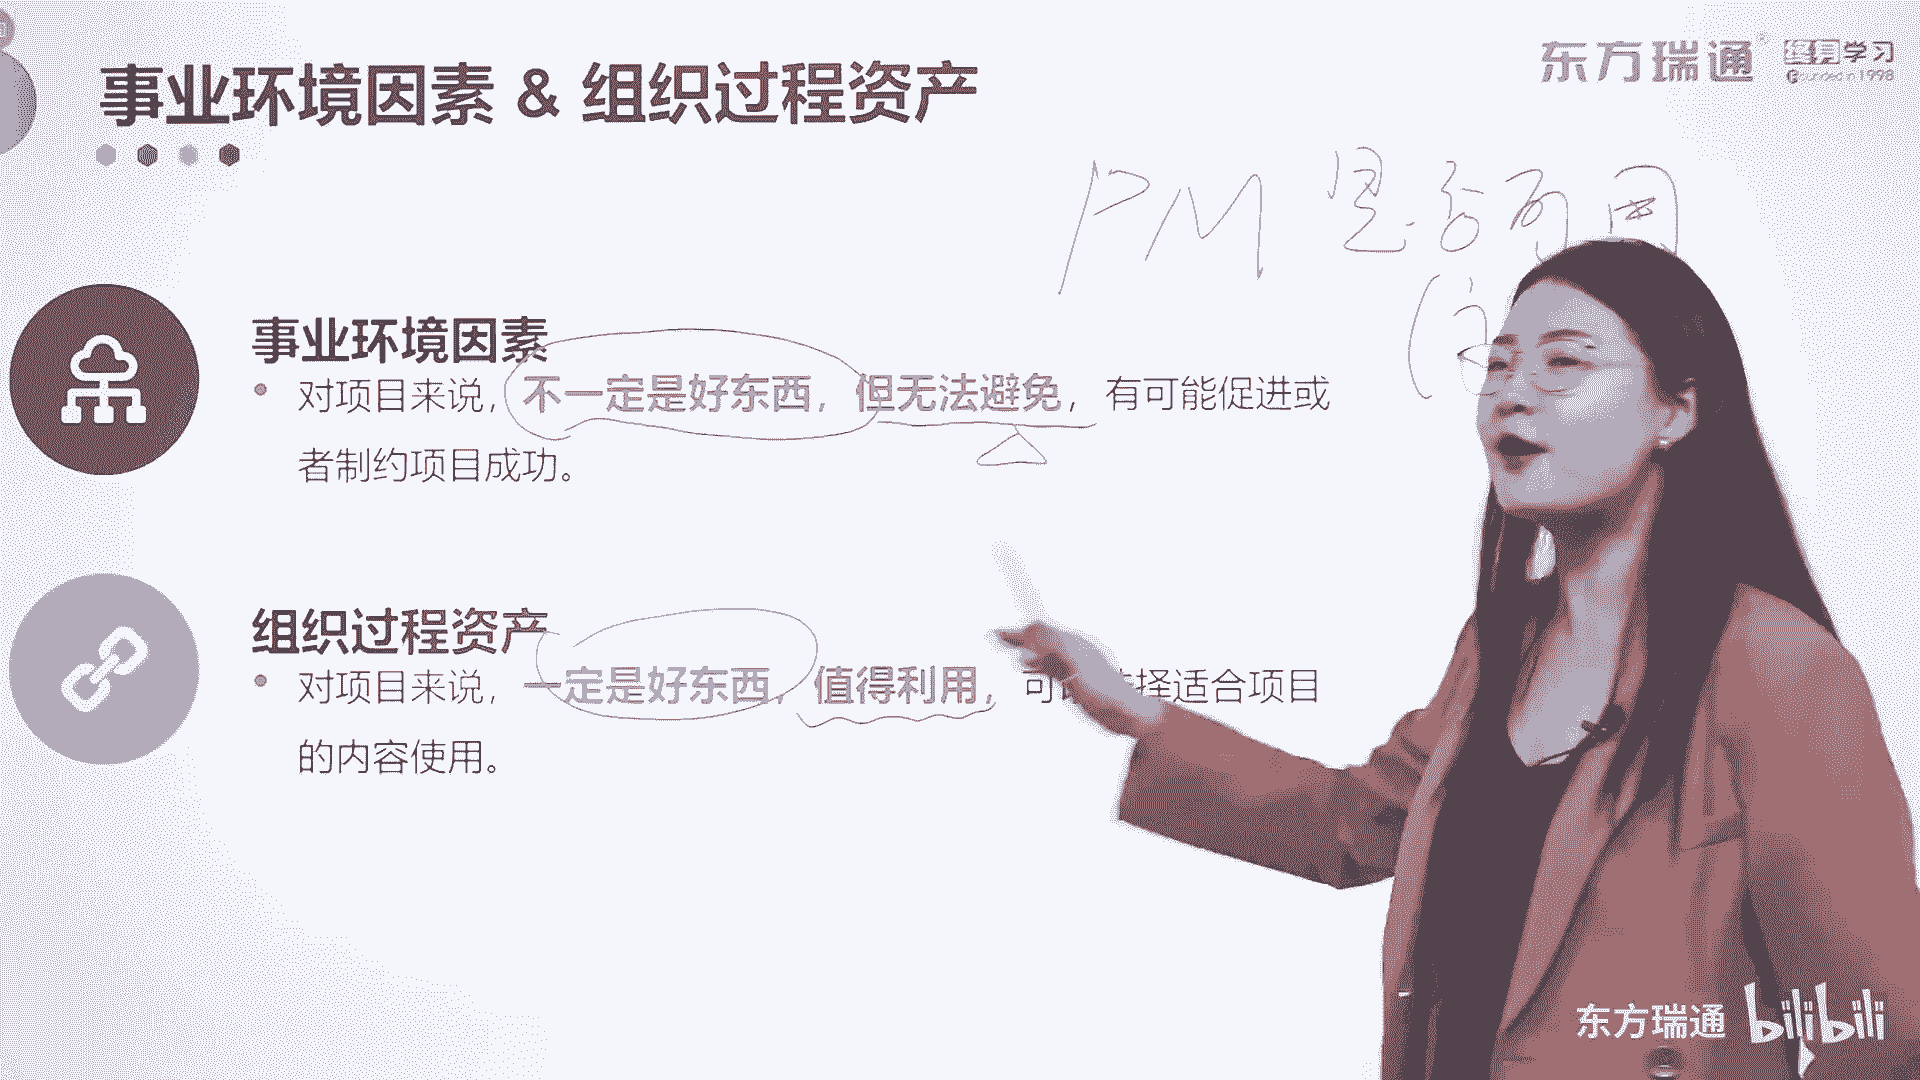 事业环境因素 & 组织过程资产
东方瑞通
终身学习
Founded in 1998
PM 是否可用
事业环境因素
对项目来说，不一定是好东西，但无法避免，有可能促进或
者制约项目成功。
组织过程资产
对项目来说，一定是好东西，值得利用，可 择适合项目
的内容使用。
东方瑞通 bilibili